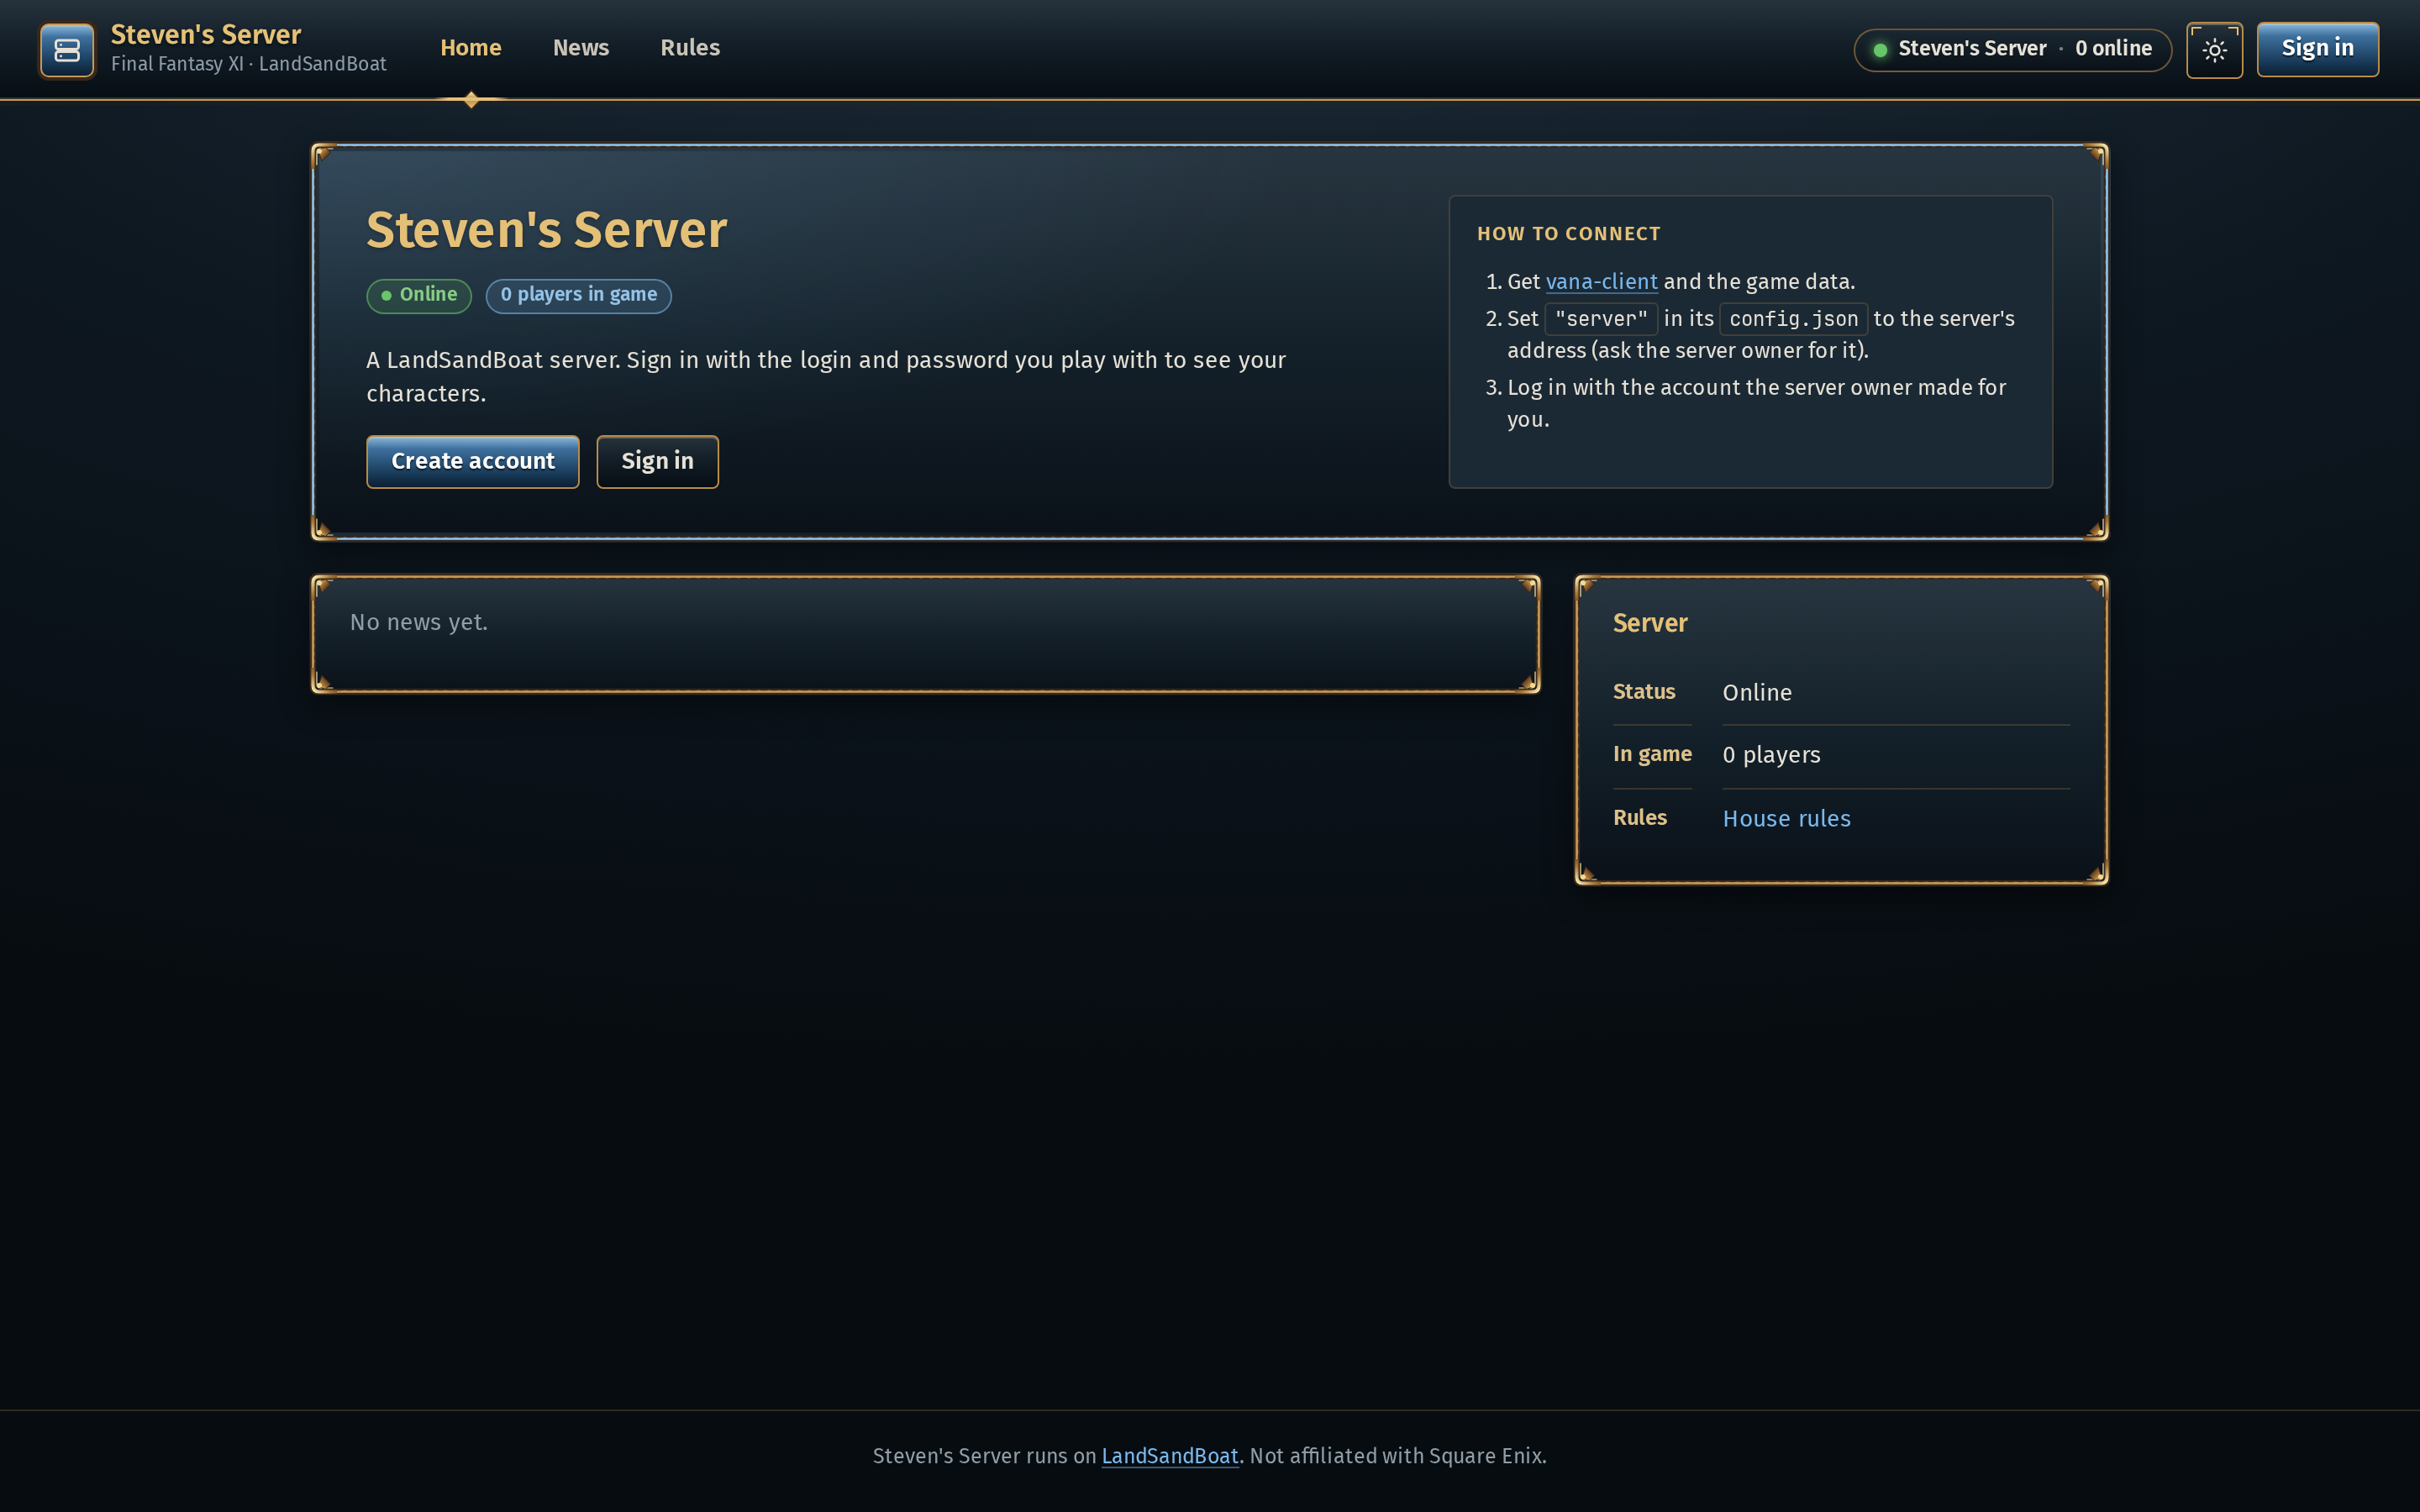 Steven's Server
Final Fantasy XI · LandSandBoat
Home
News
Rules
Steven's Server · 0 online
Sign in
Steven's Server
Online
0 players in game
A LandSandBoat server. Sign in with the login and password you play with to see your
characters.
Create account
Sign in
HOW TO CONNECT
1. Get vana-client and the game data.
2. Set "server" in its config.json to the server's
address (ask the server owner for it).
3. Log in with the account the server owner made for
you.
No news yet.
Server
Status Online
In game 0 players
Rules House rules
Steven's Server runs on LandSandBoat. Not affiliated with Square Enix.